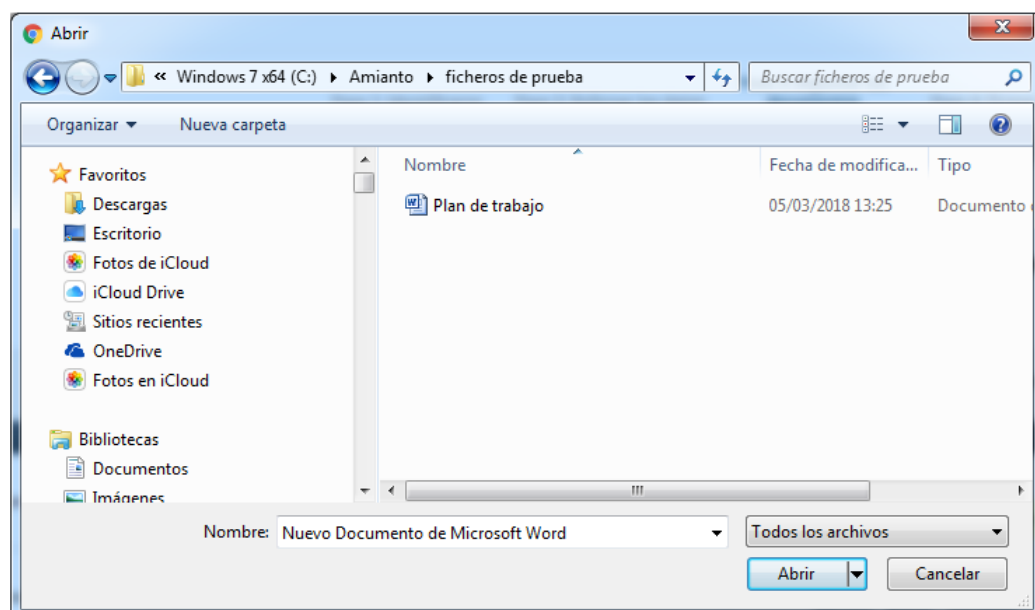 Abrir
« Windows 7 x64 (C:) Amianto ficheros de prueba Buscar ficheros de prueba
Organizar Nueva carpeta
Nombre Fecha de modifica... Tipo
Plan de trabajo 05/03/2018 13:25 Documento
Favoritos
Descargas
Escritorio
Fotos de iCloud
iCloud Drive
Sitios recientes
OneDrive
Fotos en iCloud
Bibliotecas
Documentos
Imágenes
Nombre: Nuevo Documento de Microsoft Word Todos los archivos
Abrir Cancelar